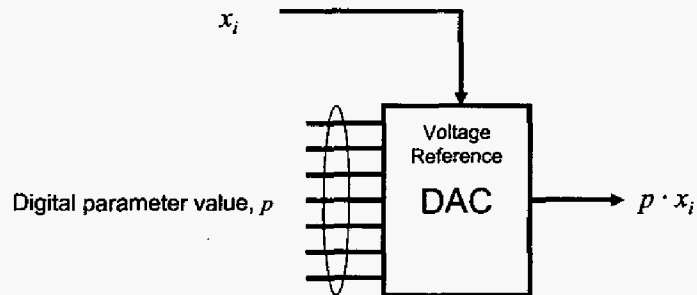 x_i
Voltage
Reference
DAC
Digital parameter value, p
p · x_i